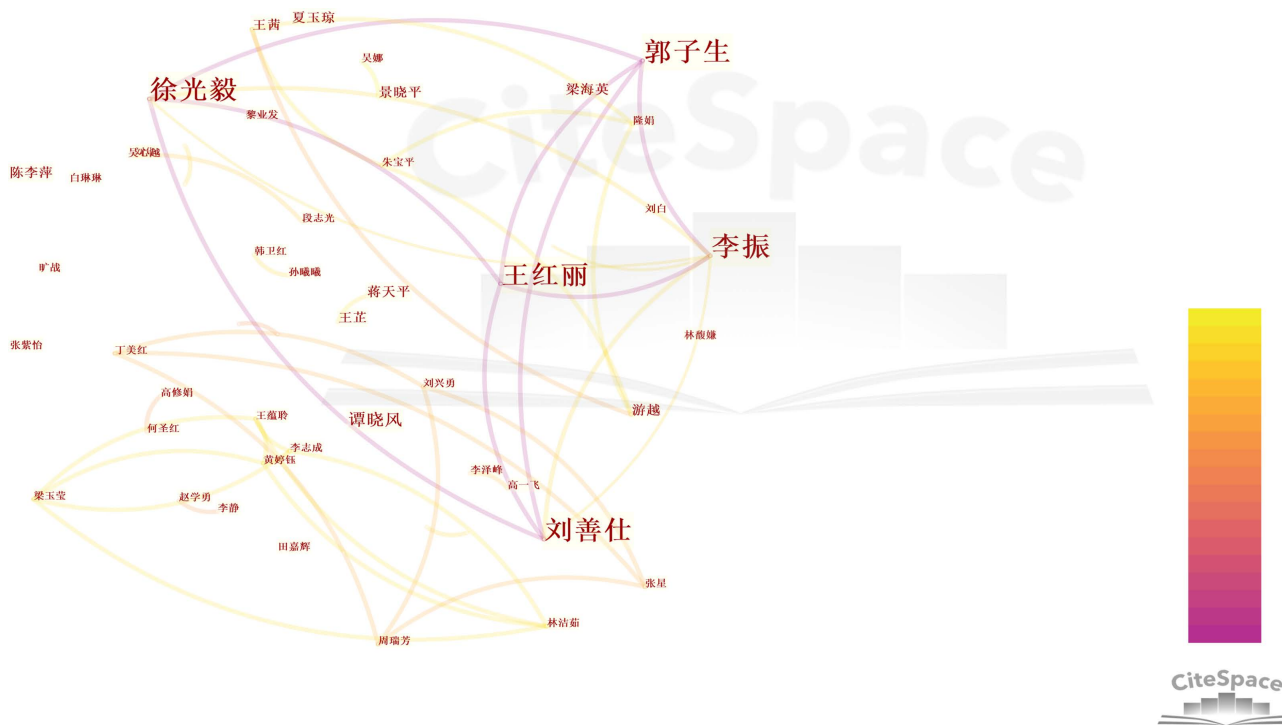 王茜
夏玉琼
郭子生
吴娜
徐光毅
景晓平
梁海英
CiteSpace
黎业发
隆娟
朱宝平
陈李萍
白琳琳
段志光
刘白
李振
韩卫红
孙曦曦
旷战
王红丽
蒋天平
王芷
林馥嫌
张紫怡
丁美红
高修娟
刘兴勇
王蕴聆
谭晓风
游越
何圣红
李志成
黄婷钰
李泽峰
高一飞
梁玉莹
赵学勇
李静
刘善仕
田嘉辉
张星
林洁茹
周瑞芳
CiteSpace